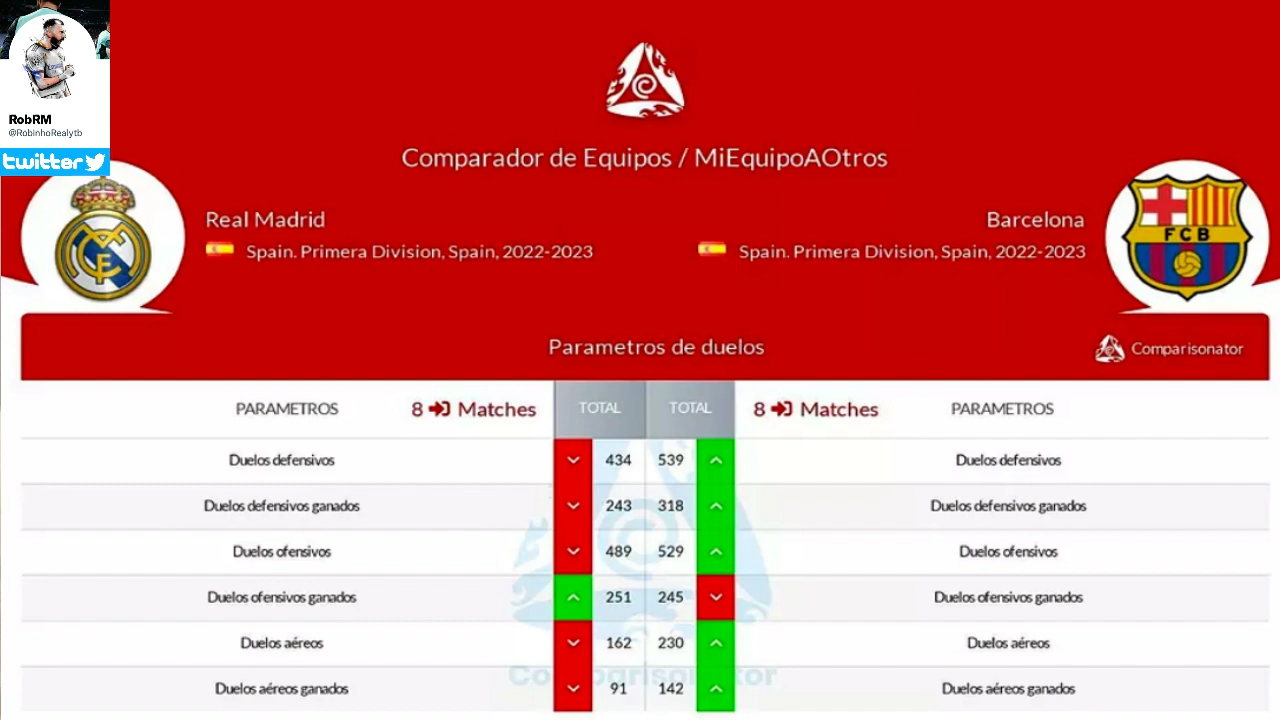 RobRM
@RobinhoRealytb
twitter
Comparador de Equipos / MiEquipoAOtros
Real Madrid
Spain. Primera Division, Spain, 2022-2023
Barcelona
Spain. Primera Division, Spain, 2022-2023
FCB
Parametros de duelos
Comparisonator
PARAMETROS 8 Matches TOTAL TOTAL 8 Matches PARAMETROS
Duelos defensivos 434 539 Duelos defensivos
Duelos defensivos ganados 243 318 Duelos defensivos ganados
Duelos ofensivos 489 529 Duelos ofensivos
Duelos ofensivos ganados 251 245 Duelos ofensivos ganados
Duelos aéreos 162 230 Duelos aéreos
Duelos aéreos ganados 91 142 Duelos aéreos ganados
Comparisonator